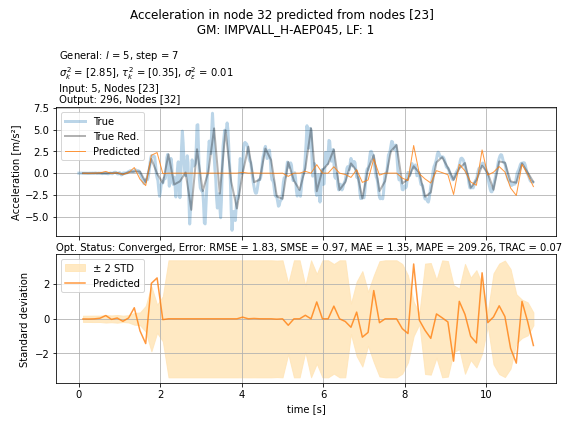 Acceleration in node 32 predicted from nodes [23]
GM: IMPVALL_H-AEP045, LF: 1
General: l = 5, step = 7
σ_k² = [2.85], τ_k² = [0.35], σ_ε² = 0.01
Input: 5, Nodes [23]
Output: 296, Nodes [32]
7.5
5.0
2.5
0.0
−2.5
−5.0
Acceleration [m/s²]
True
True Red.
Predicted
Opt. Status: Converged, Error: RMSE = 1.83, SMSE = 0.97, MAE = 1.35, MAPE = 209.26, TRAC = 0.07
± 2 STD
Predicted
2
0
−2
Standard deviation
0 2 4 6 8 10
time [s]